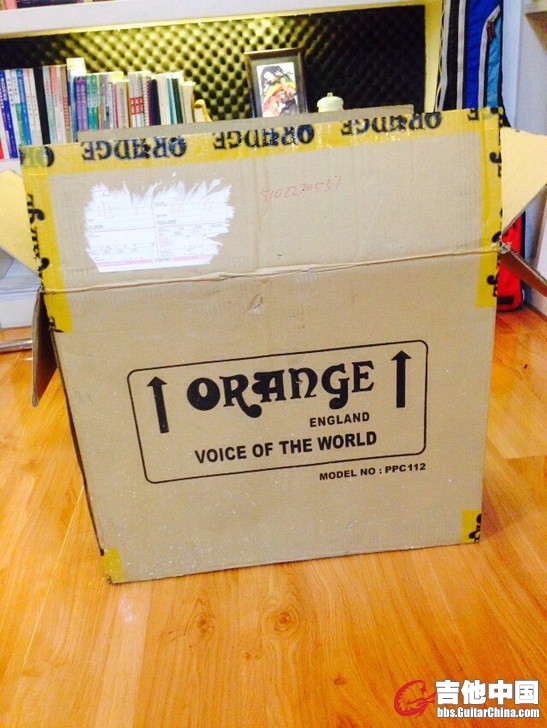 ORANGE ORANGE ORANGE ORANGE
ORANGE
ENGLAND
VOICE OF THE WORLD
MODEL NO : PPC112
吉他中国
bbs.GuitarChina.com